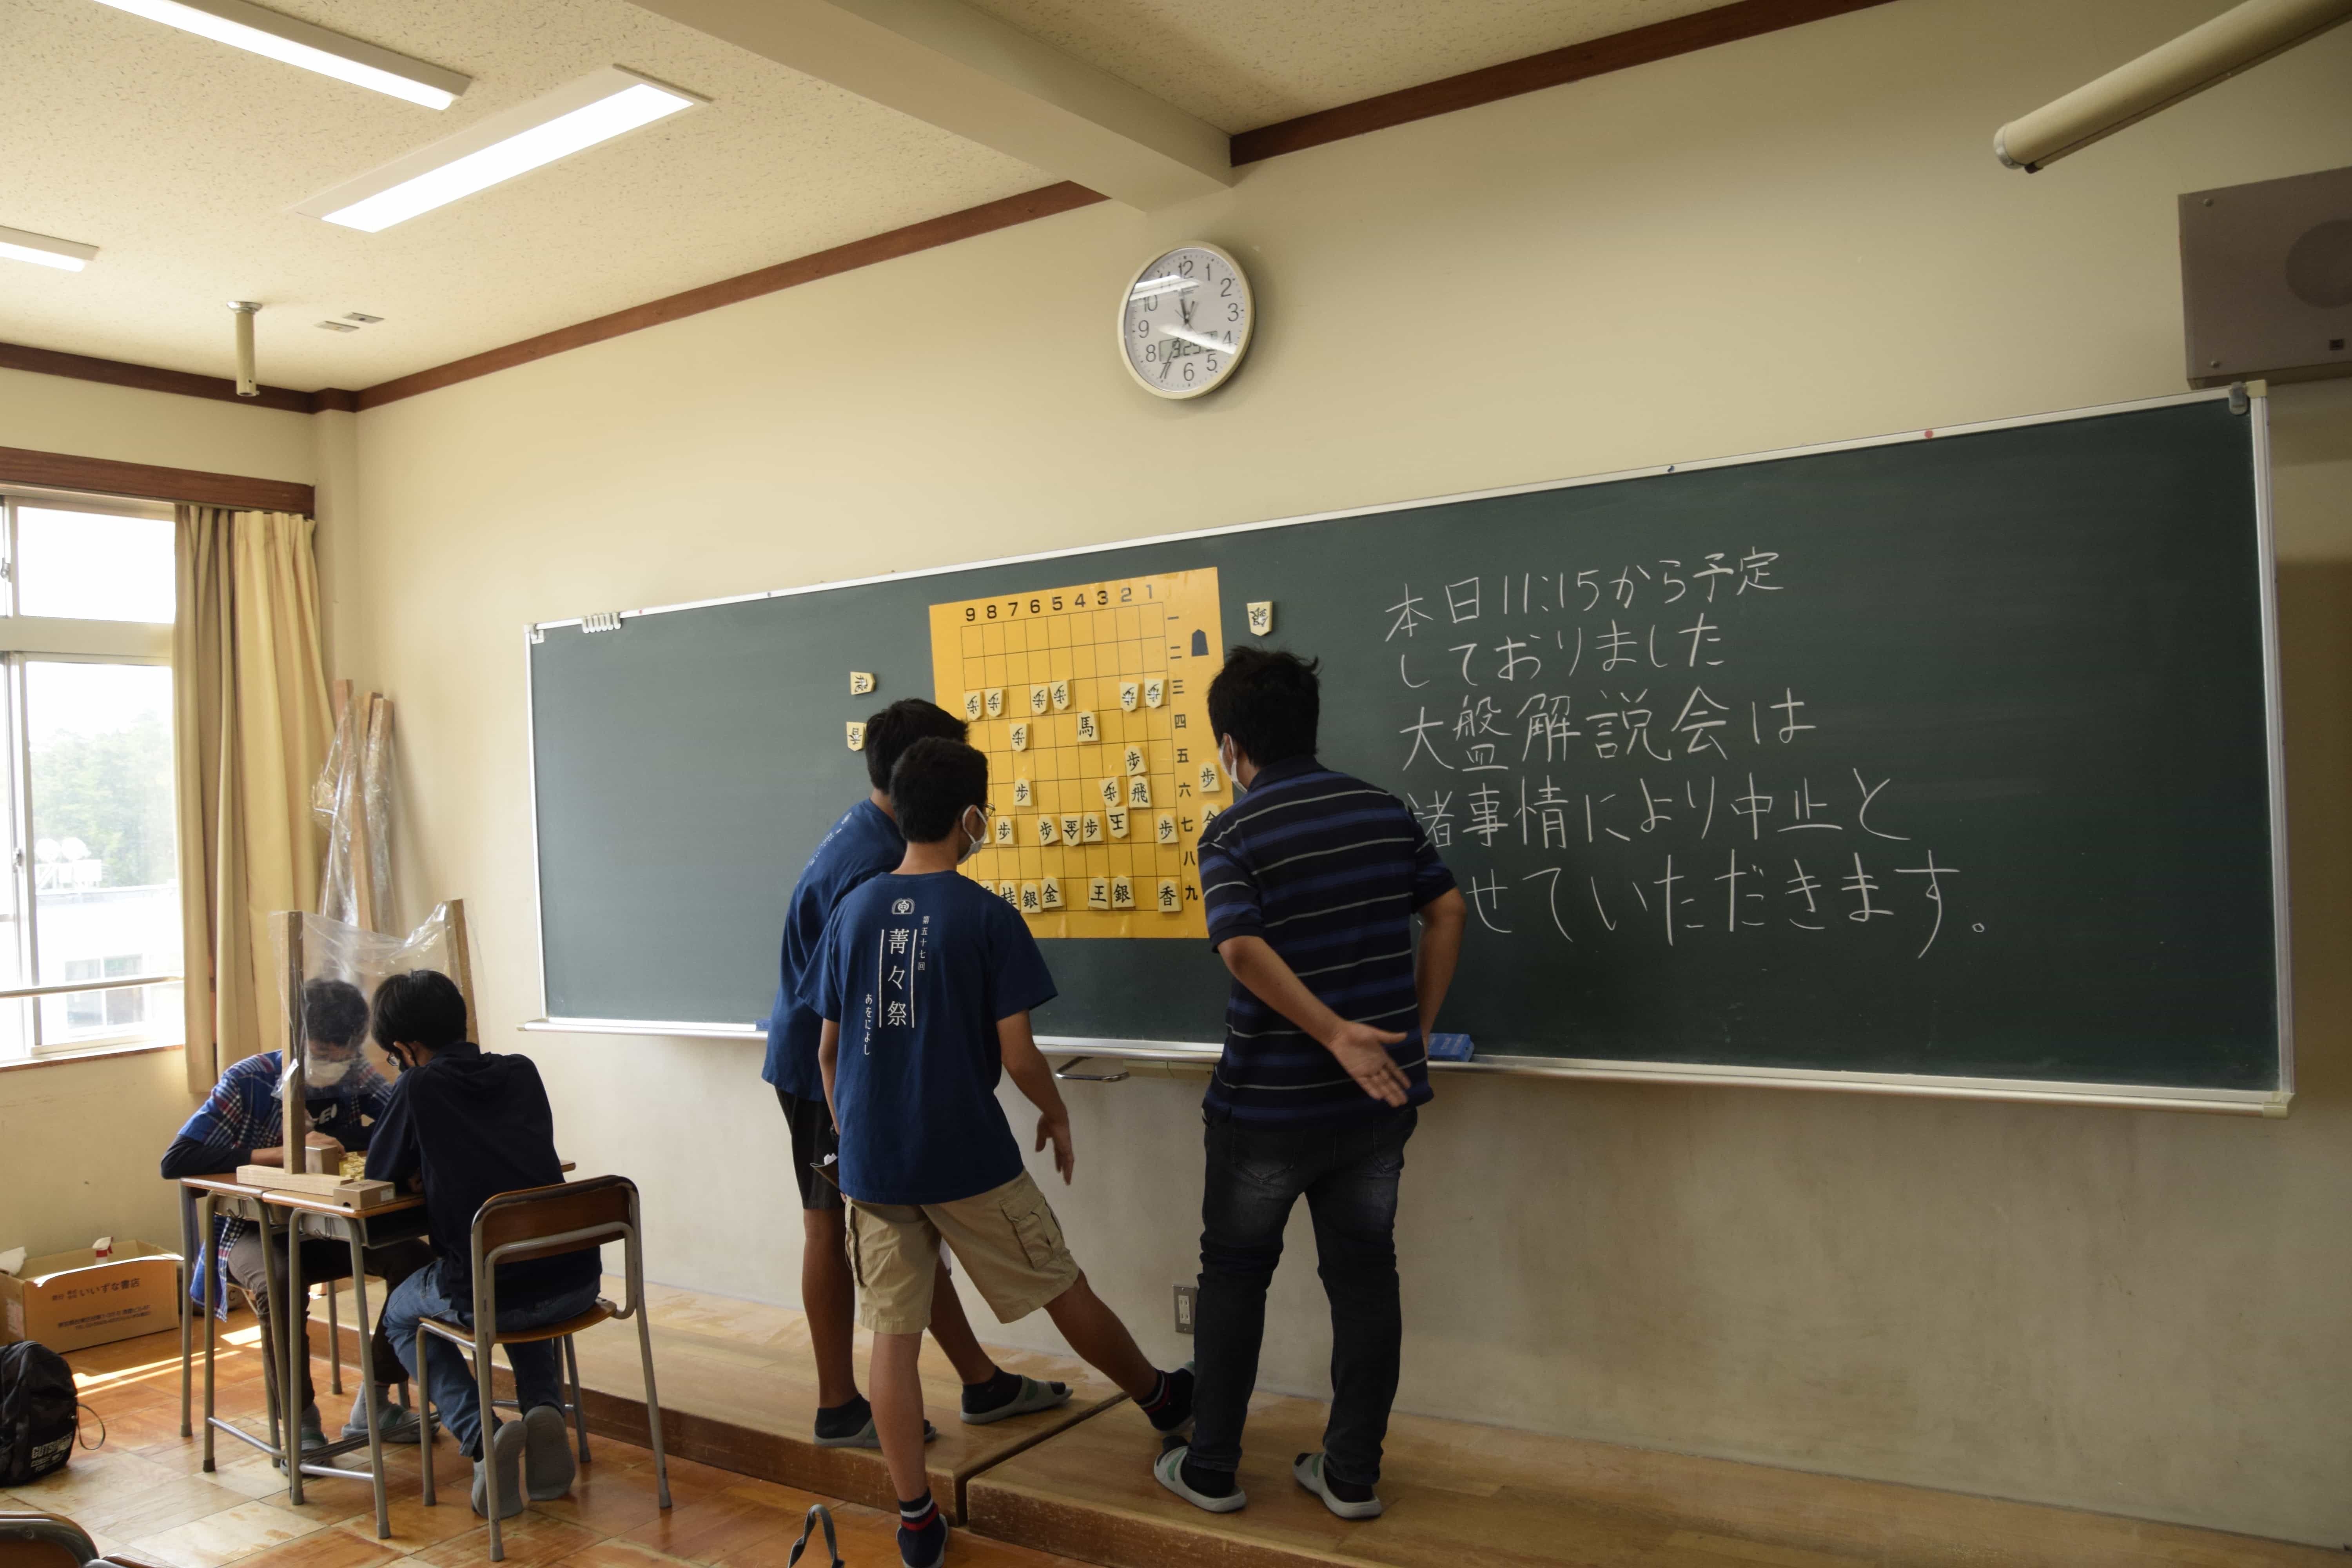 本日11:15から予定
しておりました
大盤解説会は
諸事情により中止と
せていただきます。
9 8 7 6 5 4 3 2 1
一
二
三
四
五
六
七
八
九
馬
歩
歩
飛
歩
歩
歩 歩 歩 歩
桂 銀 金 王 銀 香
第五十七回
菁々祭
あをによし
12 1 2 3 4 5 6 8 9 10
いいずな書店